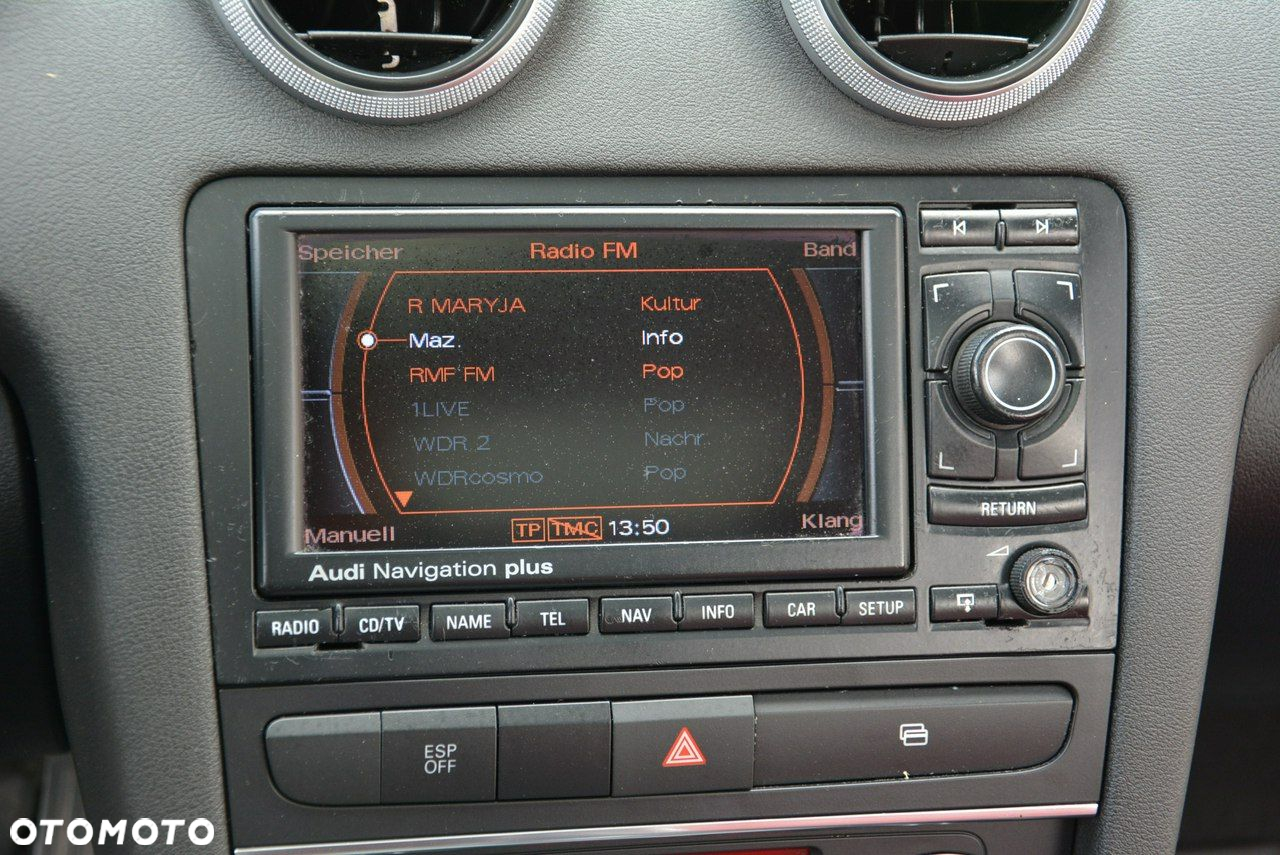 Speicher Radio FM Band
R MARYJA Kultur
Maz. Info
RMF FM Pop
1LIVE Pop
WDR 2 Nachr.
WDRcosmo Pop
Manuell TP TMC 13:50 Klang
Audi Navigation plus
RETURN
RADIO CD/TV NAME TEL NAV INFO CAR SETUP
ESP
OFF
OTOMOTO